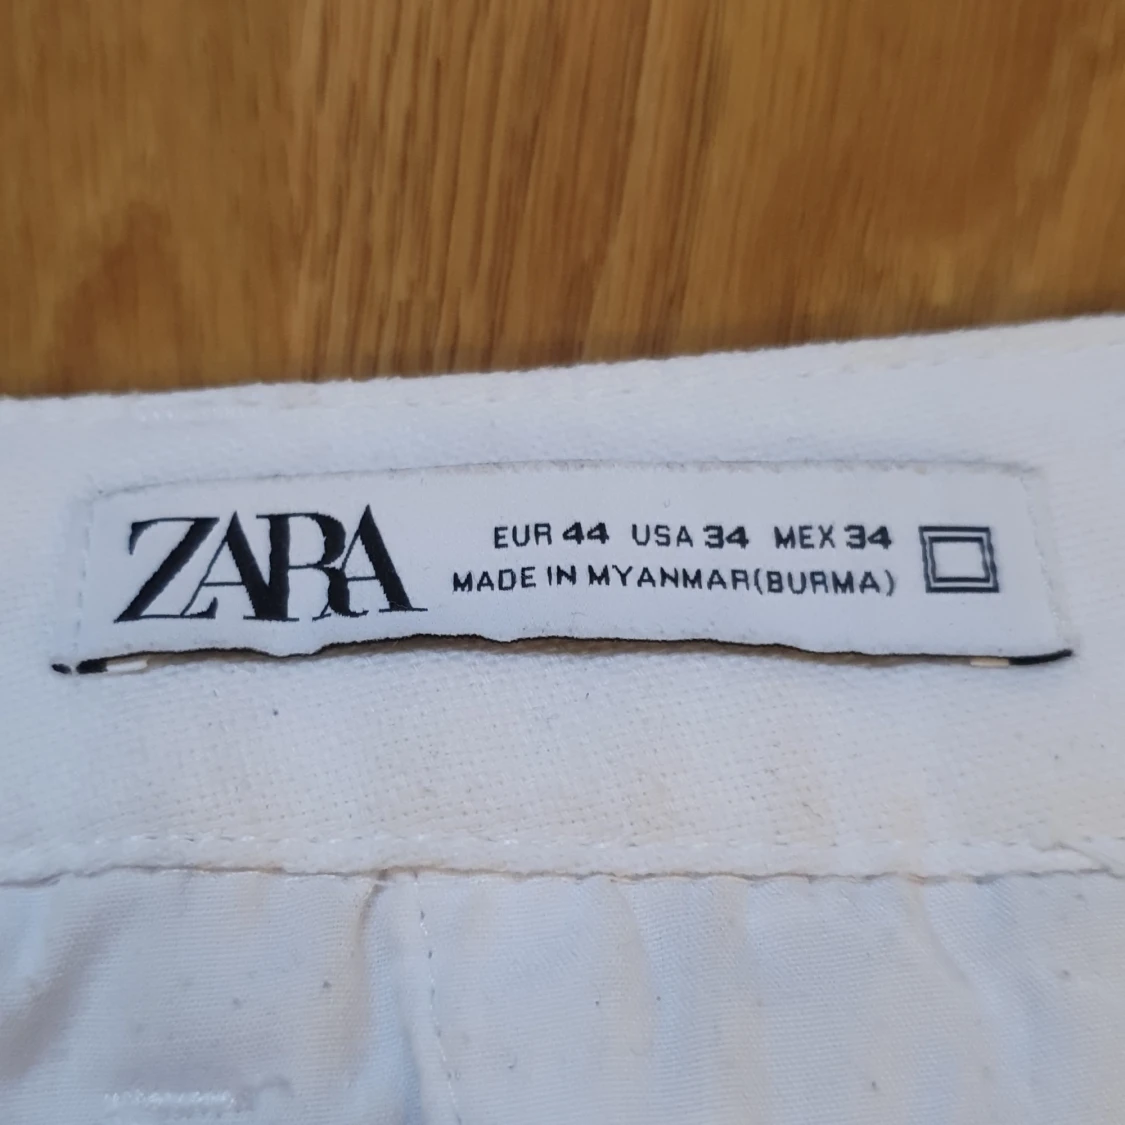 ZARA
EUR 44 USA 34 MEX 34
MADE IN MYANMAR(BURMA)